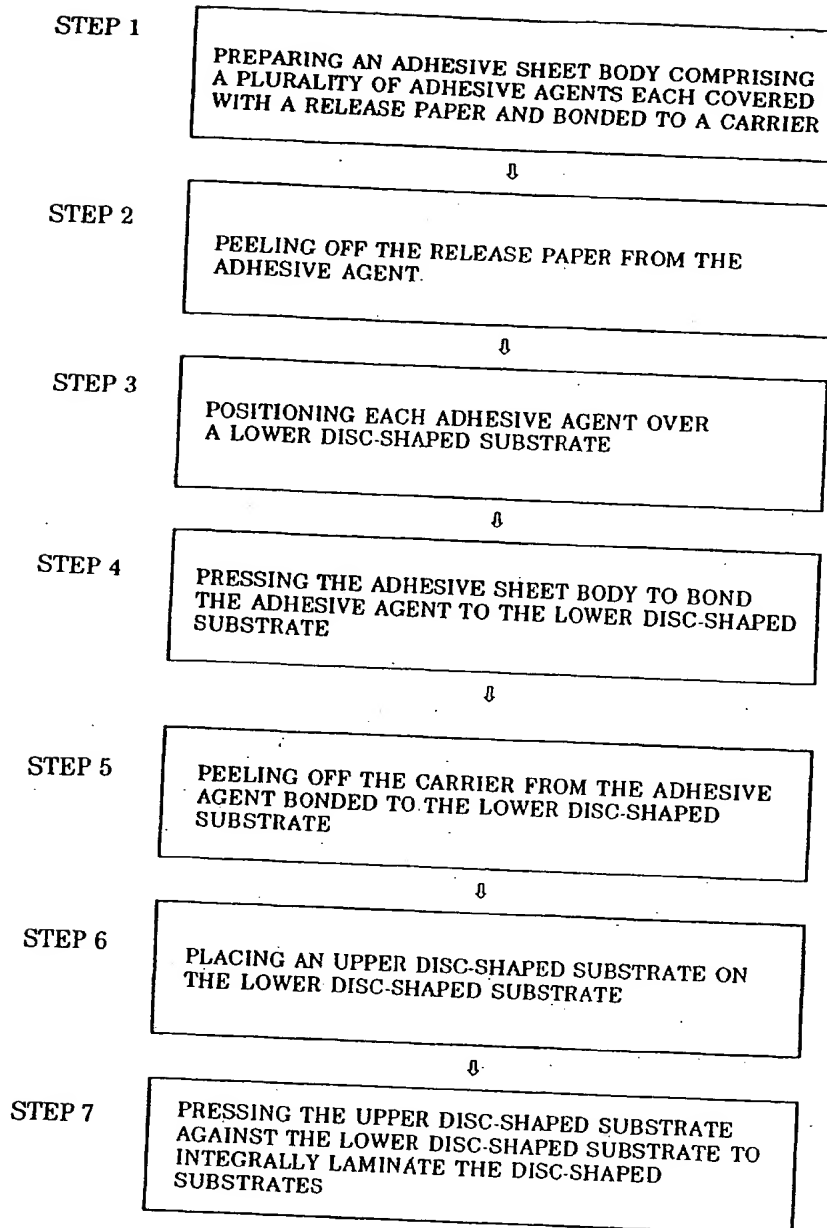 STEP 1
PREPARING AN ADHESIVE SHEET BODY COMPRISING
A PLURALITY OF ADHESIVE AGENTS EACH COVERED
WITH A RELEASE PAPER AND BONDED TO A CARRIER
STEP 2
PEELING OFF THE RELEASE PAPER FROM THE
ADHESIVE AGENT.
STEP 3
POSITIONING EACH ADHESIVE AGENT OVER
A LOWER DISC-SHAPED SUBSTRATE
STEP 4
PRESSING THE ADHESIVE SHEET BODY TO BOND
THE ADHESIVE AGENT TO THE LOWER DISC-SHAPED
SUBSTRATE
STEP 5
PEELING OFF THE CARRIER FROM THE ADHESIVE
AGENT BONDED TO THE LOWER DISC-SHAPED
SUBSTRATE
STEP 6
PLACING AN UPPER DISC-SHAPED SUBSTRATE ON
THE LOWER DISC-SHAPED SUBSTRATE
STEP 7
PRESSING THE UPPER DISC-SHAPED SUBSTRATE
AGAINST THE LOWER DISC-SHAPED SUBSTRATE TO
INTEGRALLY LAMINATE THE DISC-SHAPED
SUBSTRATES